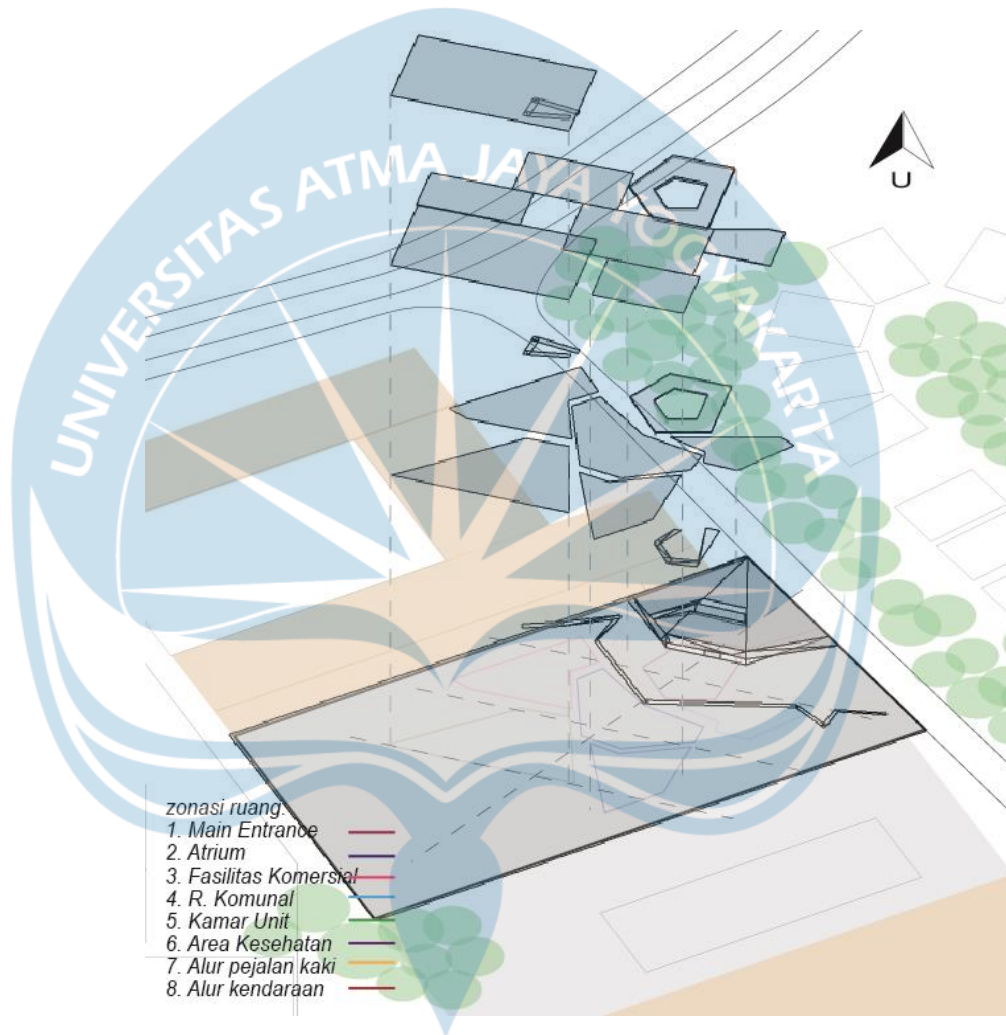 UNIVERSITAS ATMA JAYA YOGYAKARTA
U
zonasi ruang:
1. Main Entrance
2. Atrium
3. Fasilitas Komersial
4. R. Komunal
5. Kamar Unit
6. Area Kesehatan
7. Alur pejalan kaki
8. Alur kendaraan